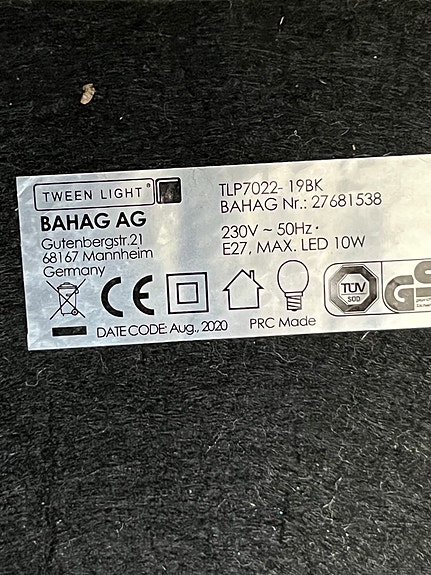 TWEEN LIGHT®
BAHAG AG
Gutenbergstr.21
68167 Mannheim
Germany
TLP7022- 19BK
BAHAG Nr.: 27681538
230V ~ 50Hz ·
E27, MAX. LED 10W
CE
TÜV
SÜD
GS
DATE CODE: Aug., 2020
PRC Made